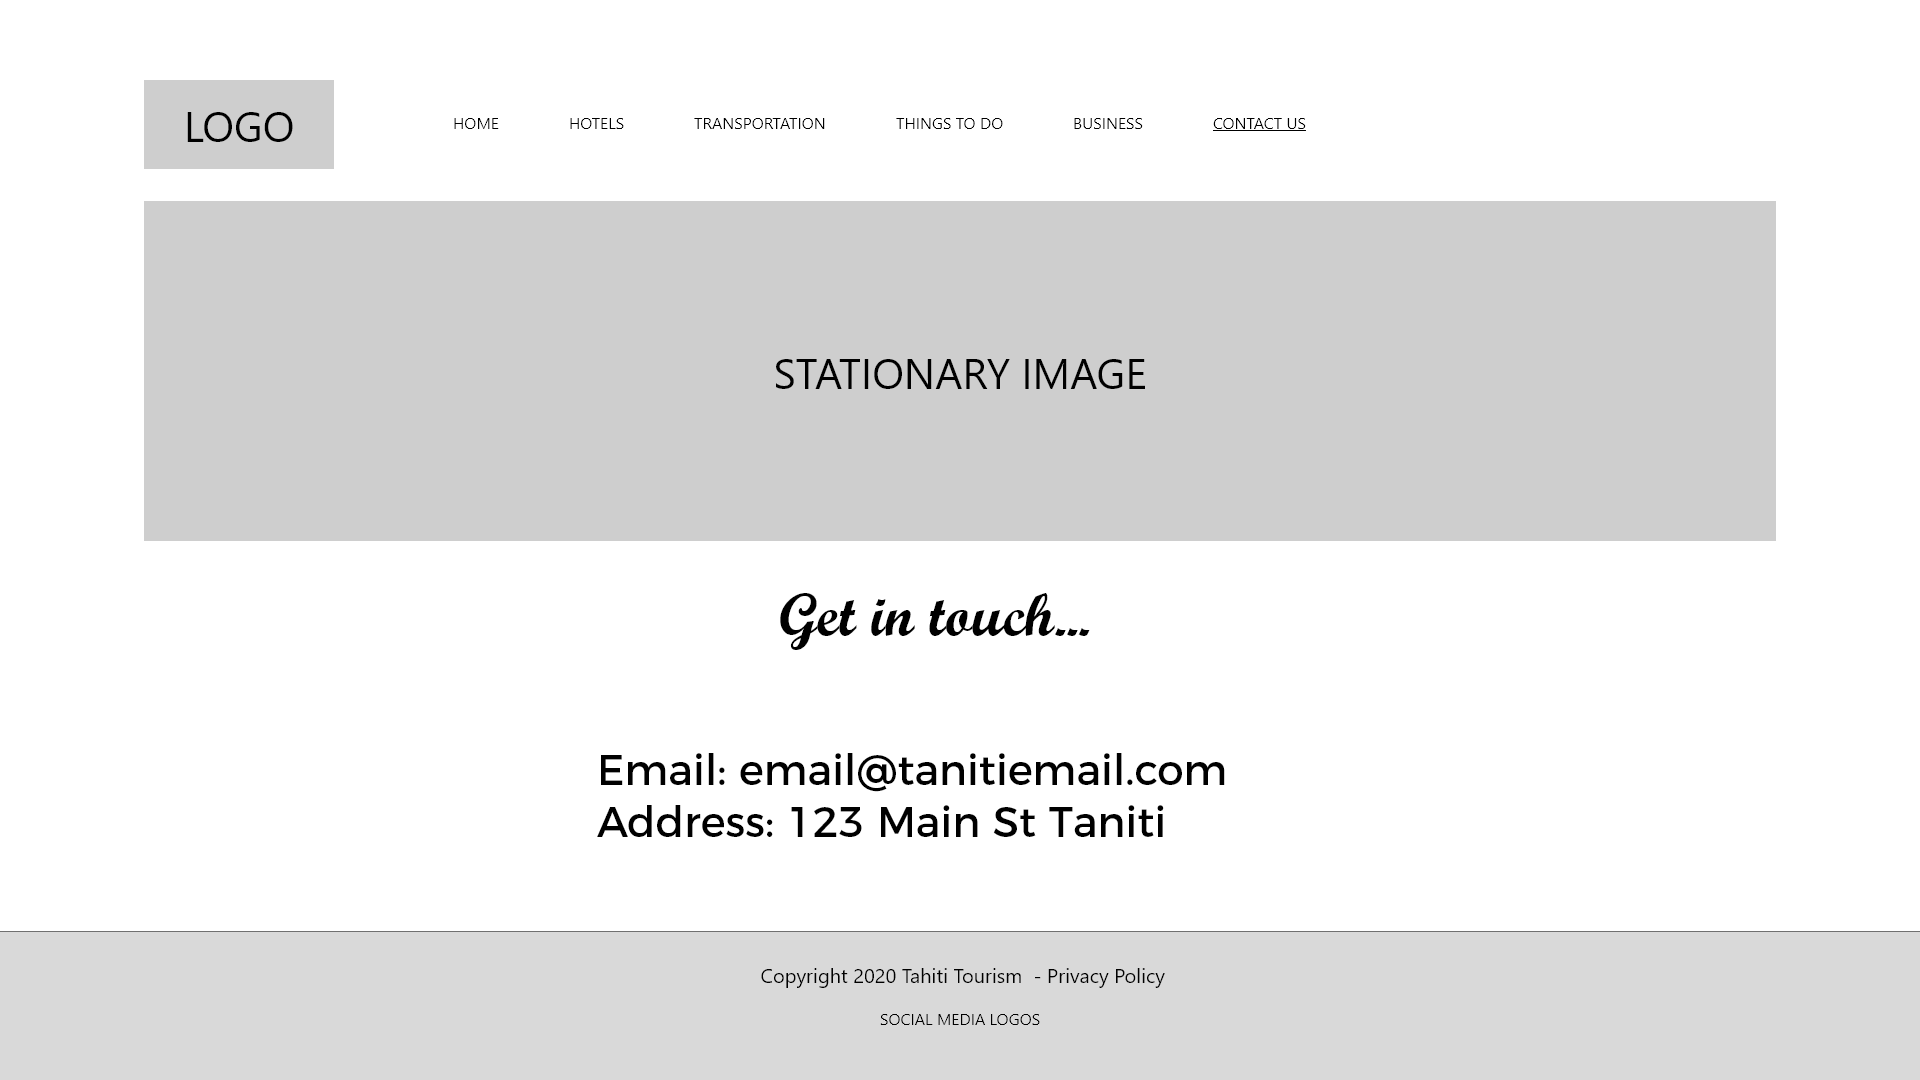 LOGO
HOME HOTELS TRANSPORTATION THINGS TO DO BUSINESS CONTACT US
STATIONARY IMAGE
Get in touch...
Email: email@tanitiemail.com
Address: 123 Main St Taniti
Copyright 2020 Tahiti Tourism - Privacy Policy
SOCIAL MEDIA LOGOS